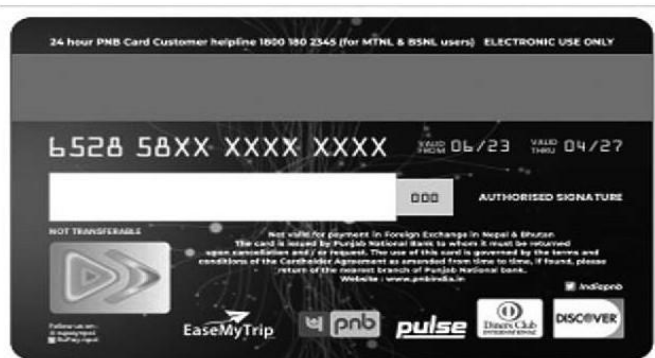 24 hour PNB Card Customer helpline 1800 180 2345 (for MTNL & BSNL users) ELECTRONIC USE ONLY
6528 58XX XXXX XXXX VALID FROM 06/23 VALID THRU 04/27
000 AUTHORISED SIGNATURE
NOT TRANSFERABLE
Not valid for payment in Foreign Exchange in Nepal & Bhutan
The card is issued by Punjab National Bank to whom it must be returned
upon cancellation and / or request. The use of this card is governed by the terms and
conditions of the Cardholder Agreement as amended from time to time, if found, please
return of the nearest branch of Punjab National bank.
Website : www.pnbindia.in
Indiapnb
Follow us on :
EaseMyTrip
pnb
pulse
Diners Club
INTERNATIONAL
DISCOVER